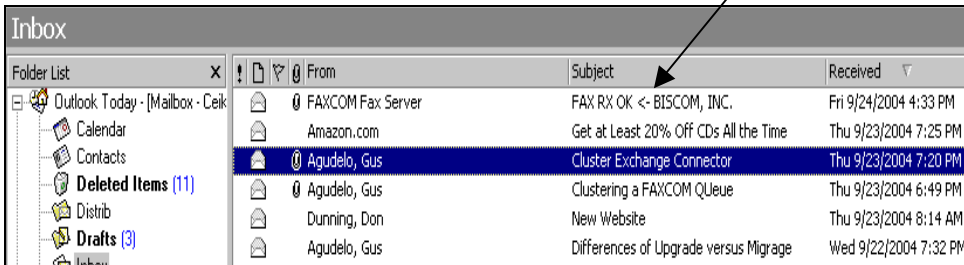 Inbox
Folder List X ! From Subject Received
Outlook Today - [Mailbox - Ceik
FAXCOM Fax Server FAX RX OK <- BISCOM, INC. Fri 9/24/2004 4:33 PM
Calendar
Amazon.com Get at Least 20% Off CDs All the Time Thu 9/23/2004 7:25 PM
Contacts
Agudelo, Gus Cluster Exchange Connector Thu 9/23/2004 7:20 PM
Deleted Items (11)
Agudelo, Gus Clustering a FAXCOM QUeue Thu 9/23/2004 6:49 PM
Distrib
Dunning, Don New Website Thu 9/23/2004 8:14 AM
Drafts (3)
Agudelo, Gus Differences of Upgrade versus Migrage Wed 9/22/2004 7:32 PM
Inbox